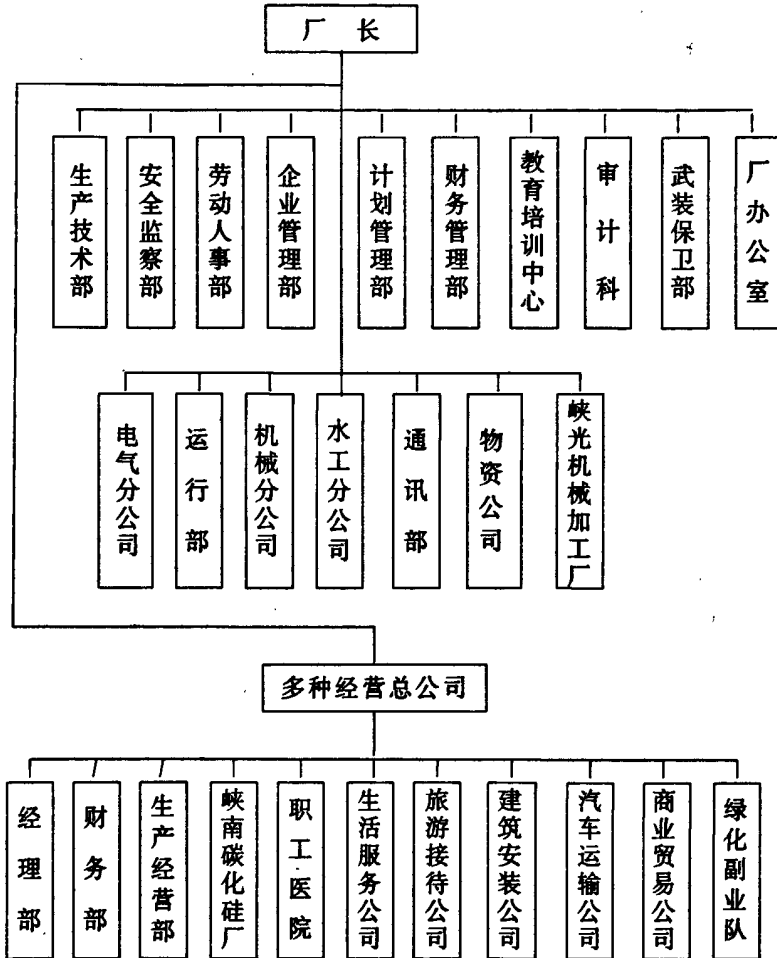 厂长
生产技术部
安全监察部
劳动人事部
企业管理部
计划管理部
财务管理部
教育培训中心
审计科
武装保卫部
厂办公室
电气分公司
运行部
机械分公司
水工分公司
通讯部
物资公司
峡光机械加工厂
多种经营总公司
经理部
财务部
生产经营部
峡南碳化硅厂
职工医院
生活服务公司
旅游接待公司
建筑安装公司
汽车运输公司
商业贸易公司
绿化副业队